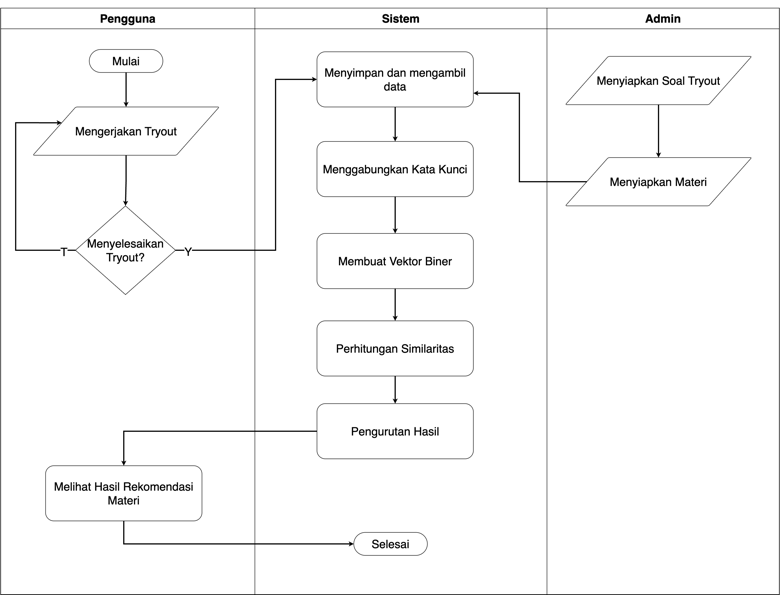 Pengguna
Sistem
Admin
Mulai
Mengerjakan Tryout
Menyelesaikan
Tryout?
T
Y
Menyimpan dan mengambil
data
Menggabungkan Kata Kunci
Membuat Vektor Biner
Perhitungan Similaritas
Pengurutan Hasil
Menyiapkan Soal Tryout
Menyiapkan Materi
Melihat Hasil Rekomendasi
Materi
Selesai